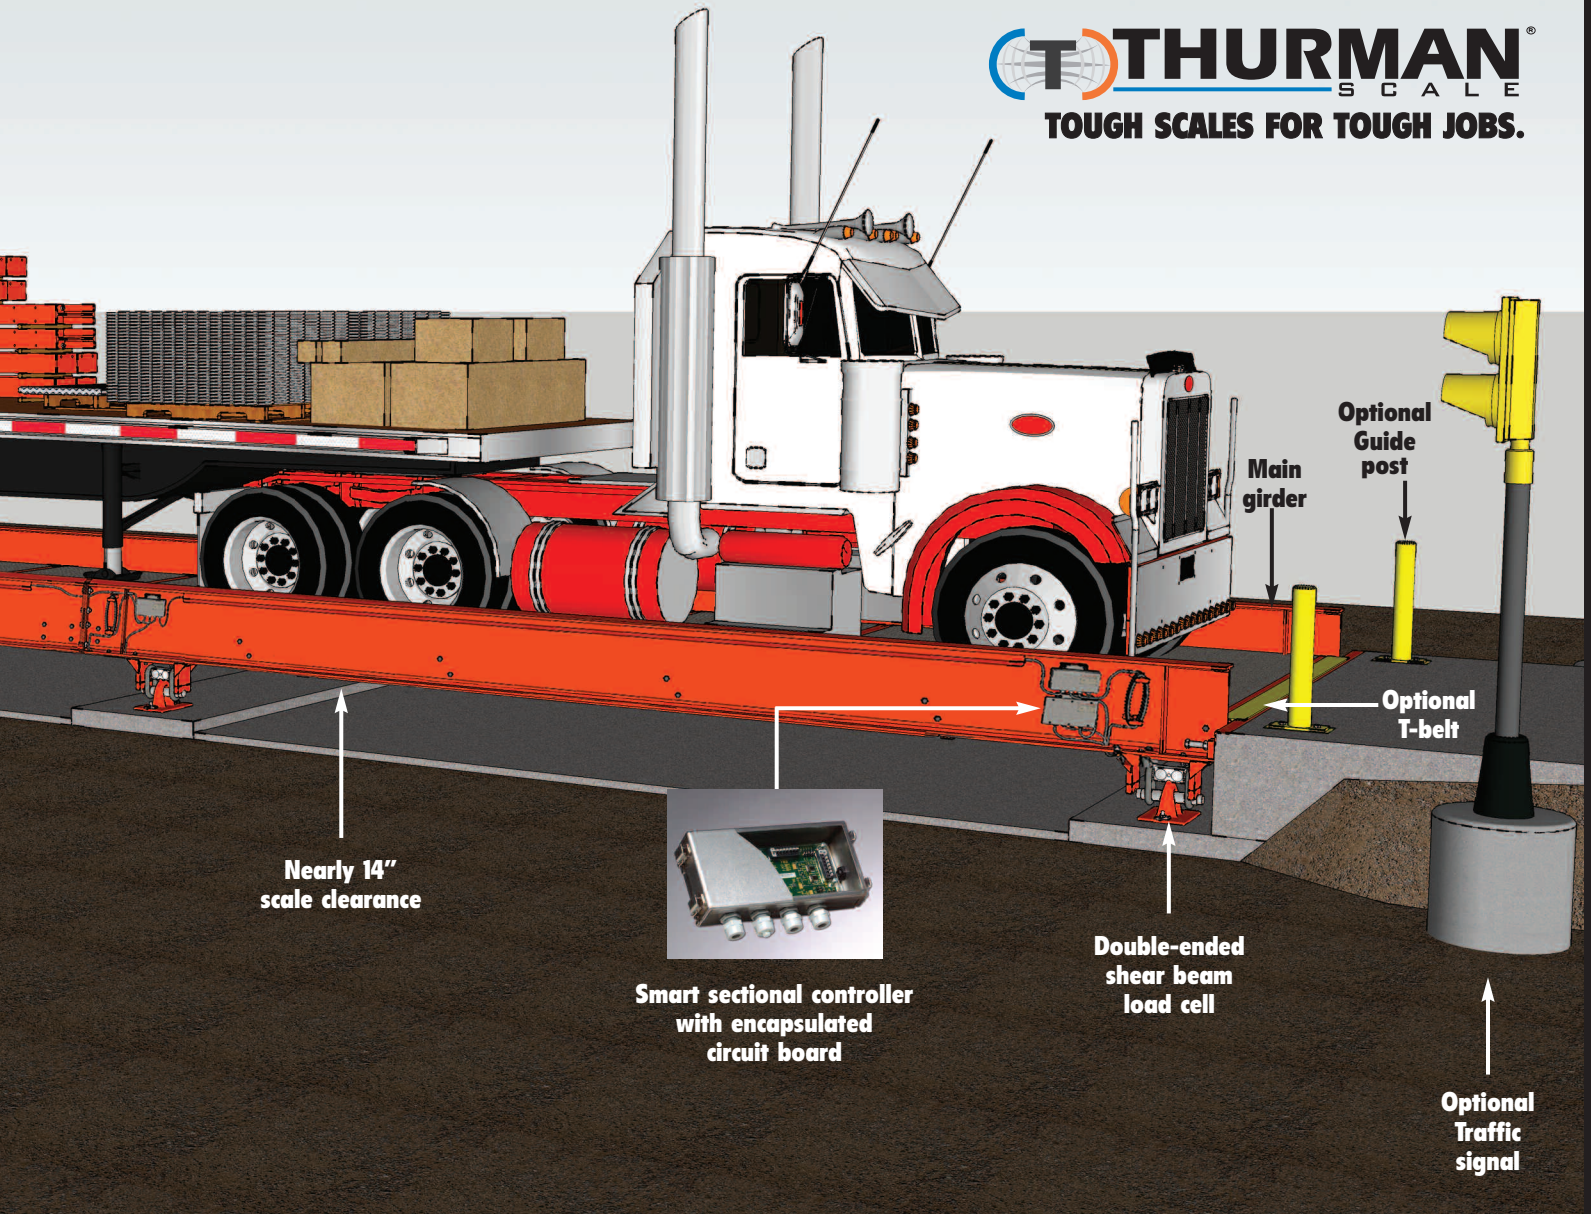 T THURMAN®
SCALE
TOUGH SCALES FOR TOUGH JOBS.
Optional
Guide
post
Main
girder
Optional
T-belt
Nearly 14”
scale clearance
Smart sectional controller
with encapsulated
circuit board
Double-ended
shear beam
load cell
Optional
Traffic
signal